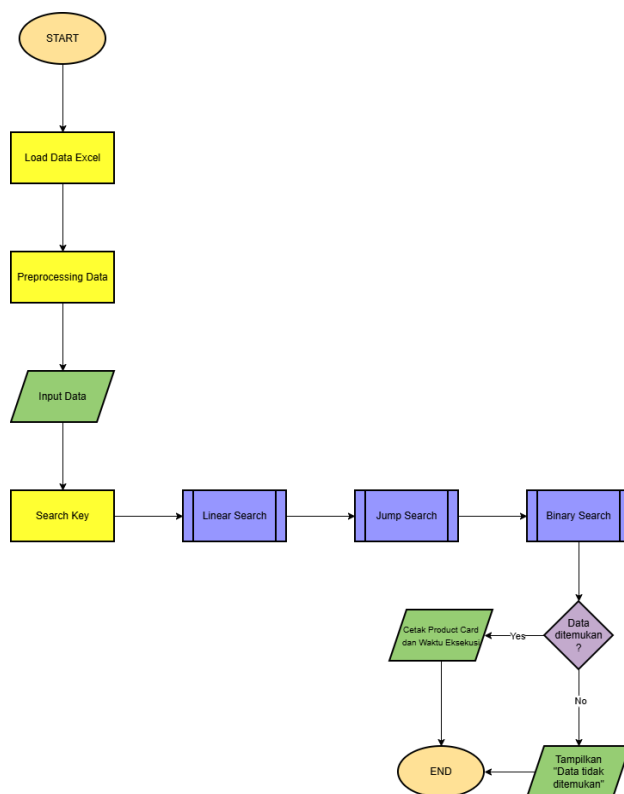 START
Load Data Excel
Preprocessing Data
Input Data
Search Key
Linear Search
Jump Search
Binary Search
Data
ditemukan
?
Yes
Cetak Product Card
dan Waktu Eksekusi
No
Tampilkan
"Data tidak
ditemukan"
END